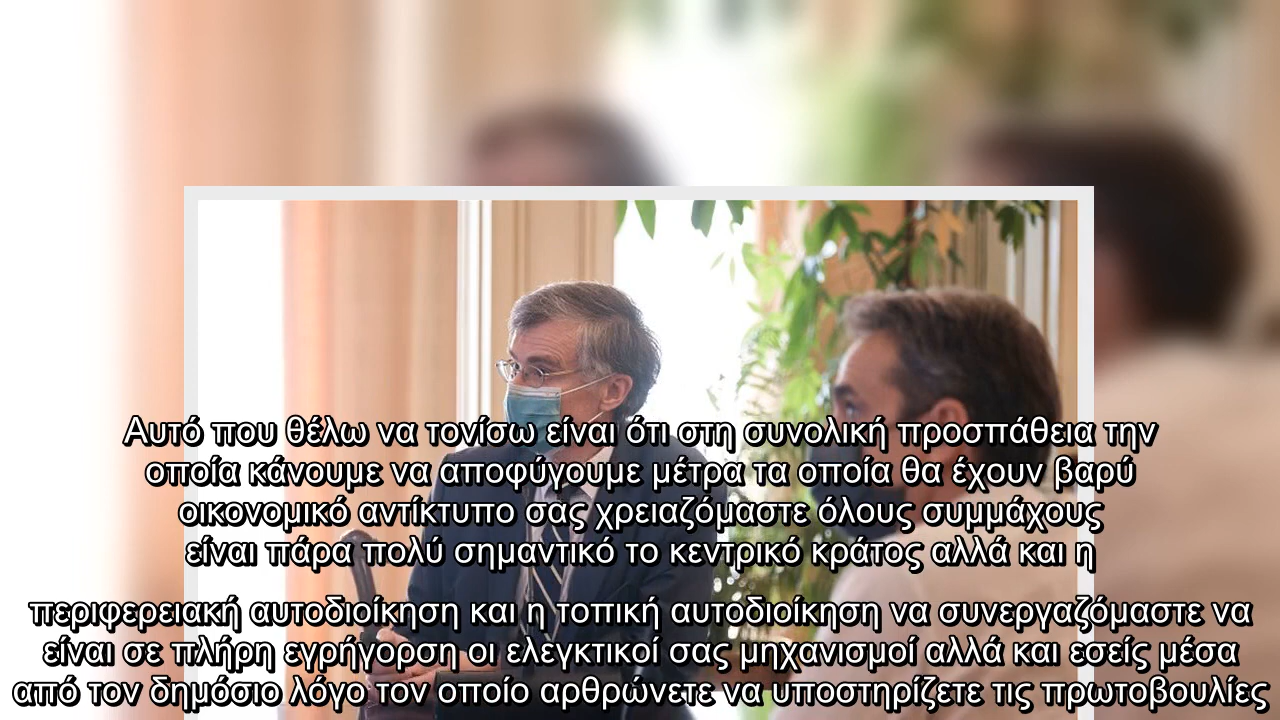 Αυτό που θέλω να τονίσω είναι ότι στη συνολική προσπάθεια την
οποία κάνουμε να αποφύγουμε μέτρα τα οποία θα έχουν βαρύ
οικονομικό αντίκτυπο σας χρειαζόμαστε όλους συμμάχους
είναι πάρα πολύ σημαντικό το κεντρικό κράτος αλλά και η
περιφερειακή αυτοδιοίκηση και η τοπική αυτοδιοίκηση να συνεργαζόμαστε να
είναι σε πλήρη εγρήγορση οι ελεγκτικοί σας μηχανισμοί αλλά και εσείς μέσα
από τον δημόσιο λόγο τον οποίο αρθρώνετε να υποστηρίζετε τις πρωτοβουλίες